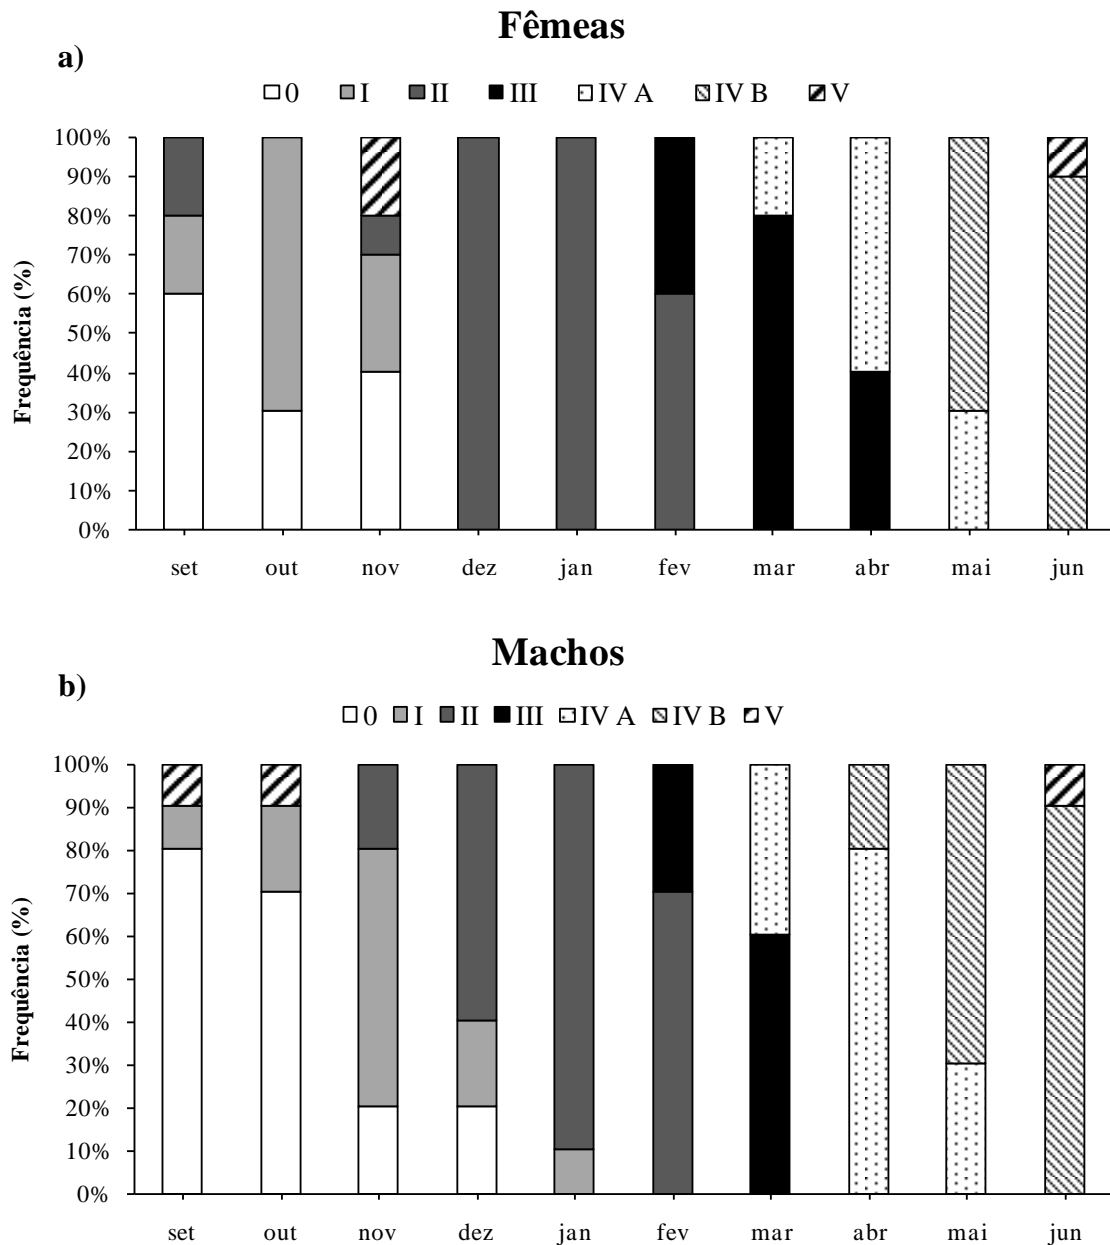 Fêmeas
a)
0 I II III IV A IV B V
100%
90%
80%
70%
60%
50%
40%
30%
20%
10%
0%
Frequência (%)
set out nov dez jan fev mar abr mai jun
Machos
b)
0 I II III IV A IV B V
100%
90%
80%
70%
60%
50%
40%
30%
20%
10%
0%
Frequência (%)
set out nov dez jan fev mar abr mai jun